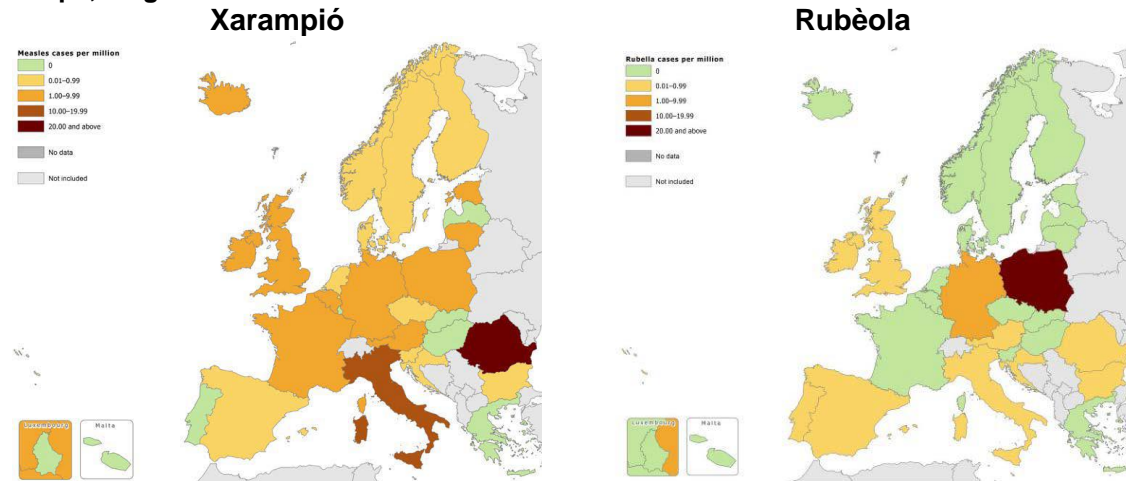 Xarampió
Rubèola
Measles cases per million
0
0.01–0.99
1.00–9.99
10.00–19.99
20.00 and above
No data
Not included
Luxembourg
Malta
Rubella cases per million
0
0.01–0.99
1.00–9.99
10.00–19.99
20.00 and above
No data
Not included
Luxembourg
Malta